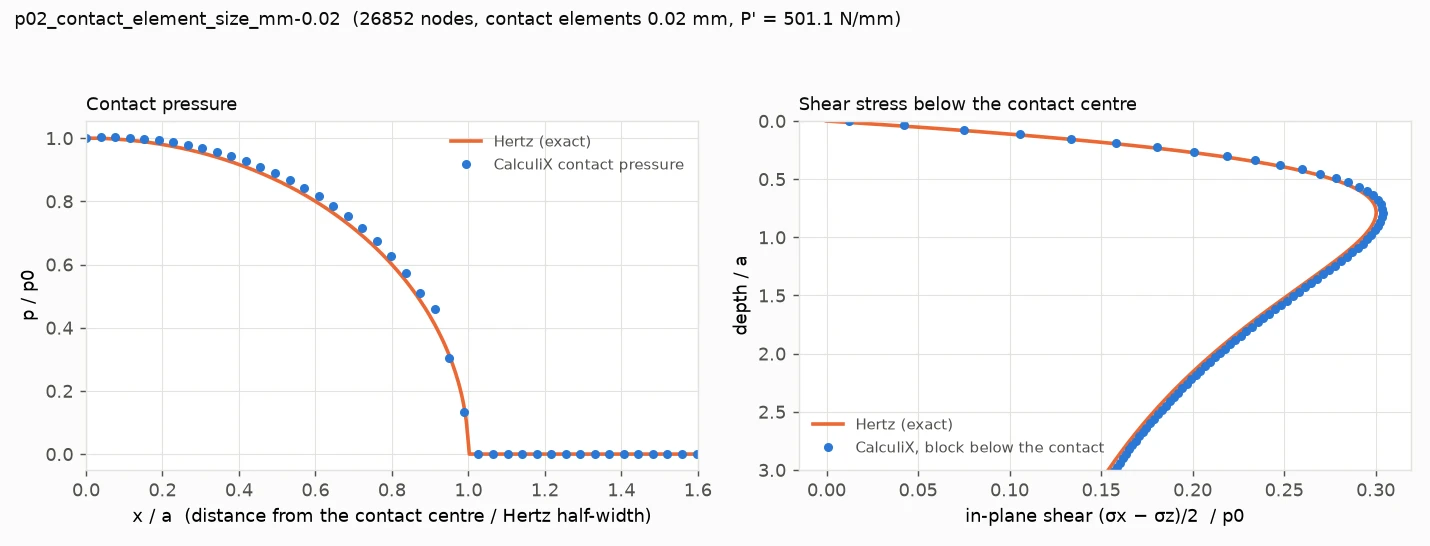 p02_contact_element_size_mm-0.02  (26852 nodes, contact elements 0.02 mm, P' = 501.1 N/mm)
Contact pressure
1.0
0.8
0.6
0.4
0.2
0.0
p / p0
Hertz (exact)
CalculiX contact pressure
0.0 0.2 0.4 0.6 0.8 1.0 1.2 1.4 1.6
x / a  (distance from the contact centre / Hertz half-width)
Shear stress below the contact centre
0.0
0.5
1.0
1.5
2.0
2.5
3.0
depth / a
Hertz (exact)
CalculiX, block below the contact
0.00 0.05 0.10 0.15 0.20 0.25 0.30
in-plane shear (σx − σz)/2  / p0